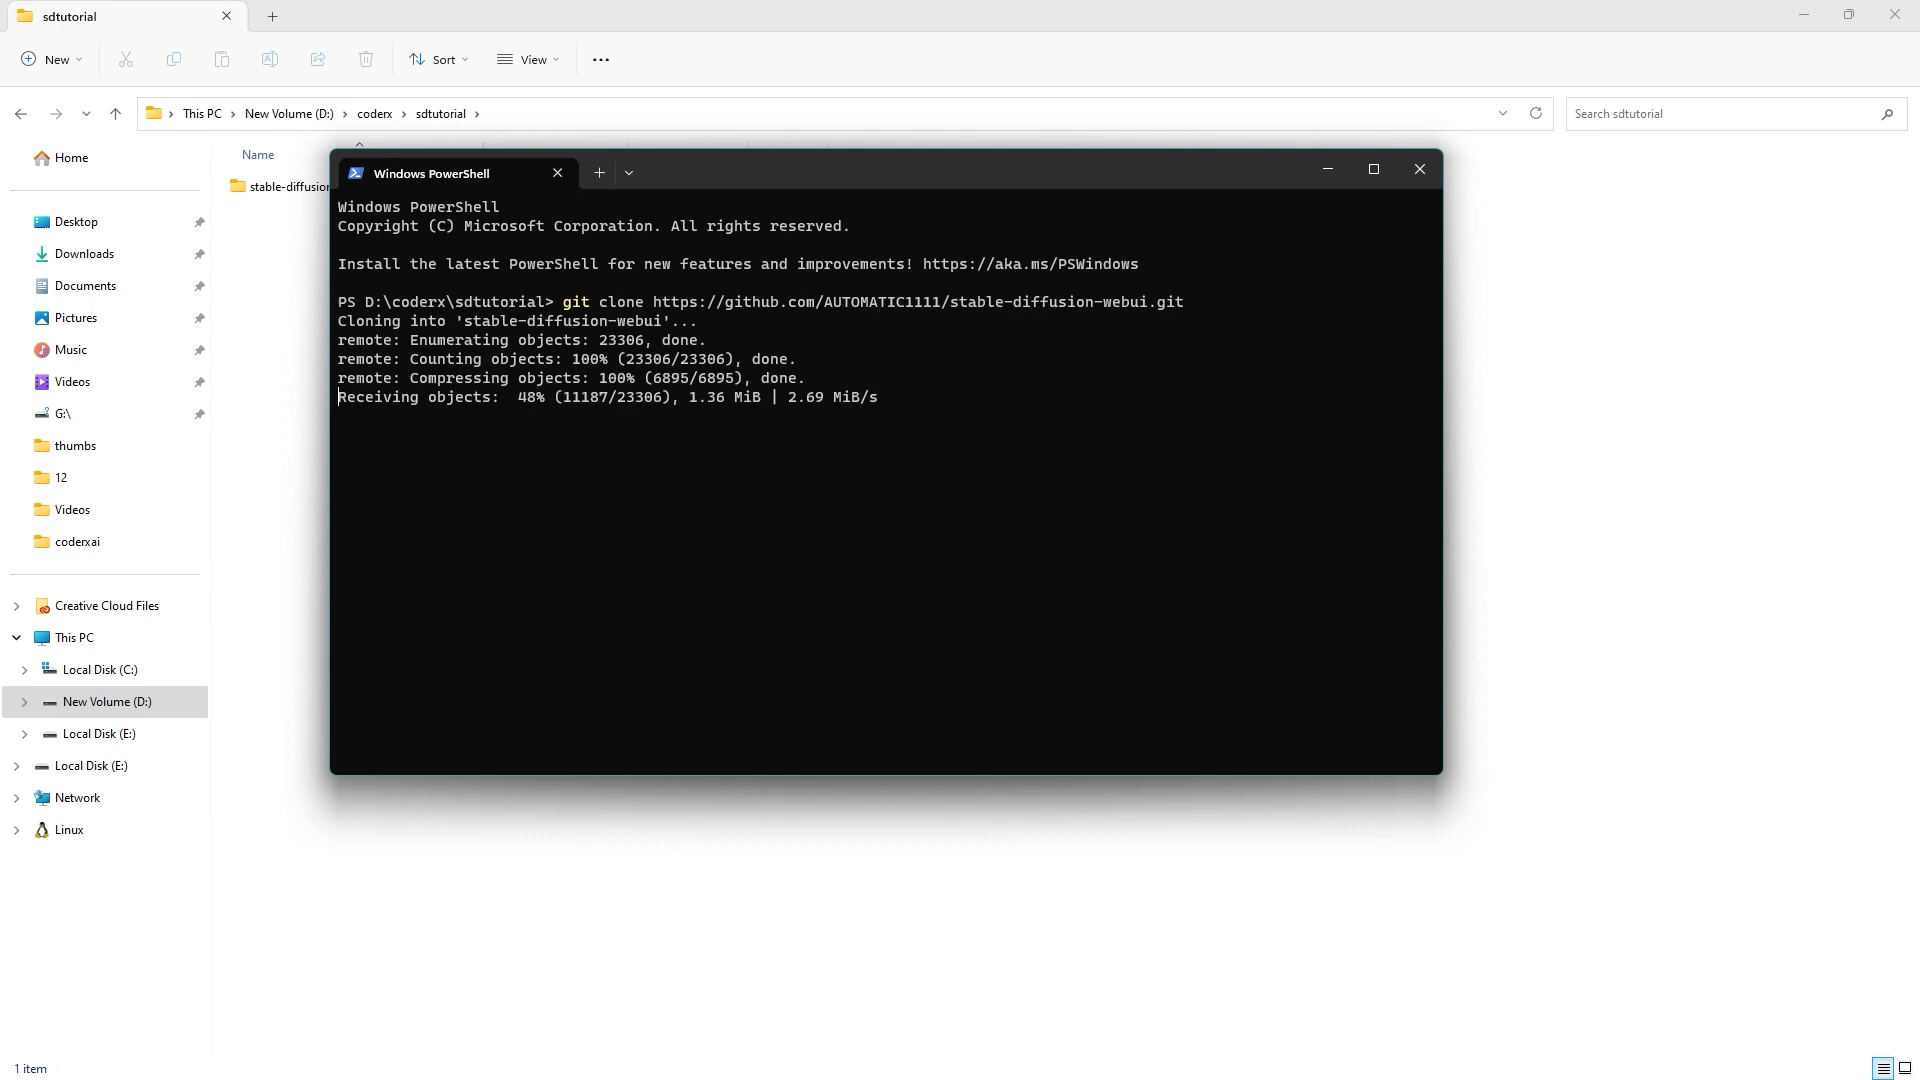 sdtutorial
New
Sort
View
This PC
New Volume (D:)
coderx
sdtutorial
Search sdtutorial
Home
Desktop
Downloads
Documents
Pictures
Music
Videos
G:\
thumbs
12
Videos
coderxai
Creative Cloud Files
This PC
Local Disk (C:)
New Volume (D:)
Local Disk (E:)
Local Disk (E:)
Network
Linux
Name
stable-diffusion
Windows PowerShell
Windows PowerShell
Copyright (C) Microsoft Corporation. All rights reserved.
Install the latest PowerShell for new features and improvements! https://aka.ms/PSWindows
PS D:\coderx\sdtutorial> git clone https://github.com/AUTOMATIC1111/stable-diffusion-webui.git
Cloning into 'stable-diffusion-webui'...
remote: Enumerating objects: 23306, done.
remote: Counting objects: 100% (23306/23306), done.
remote: Compressing objects: 100% (6895/6895), done.
Receiving objects:  48% (11187/23306), 1.36 MiB | 2.69 MiB/s
1 item